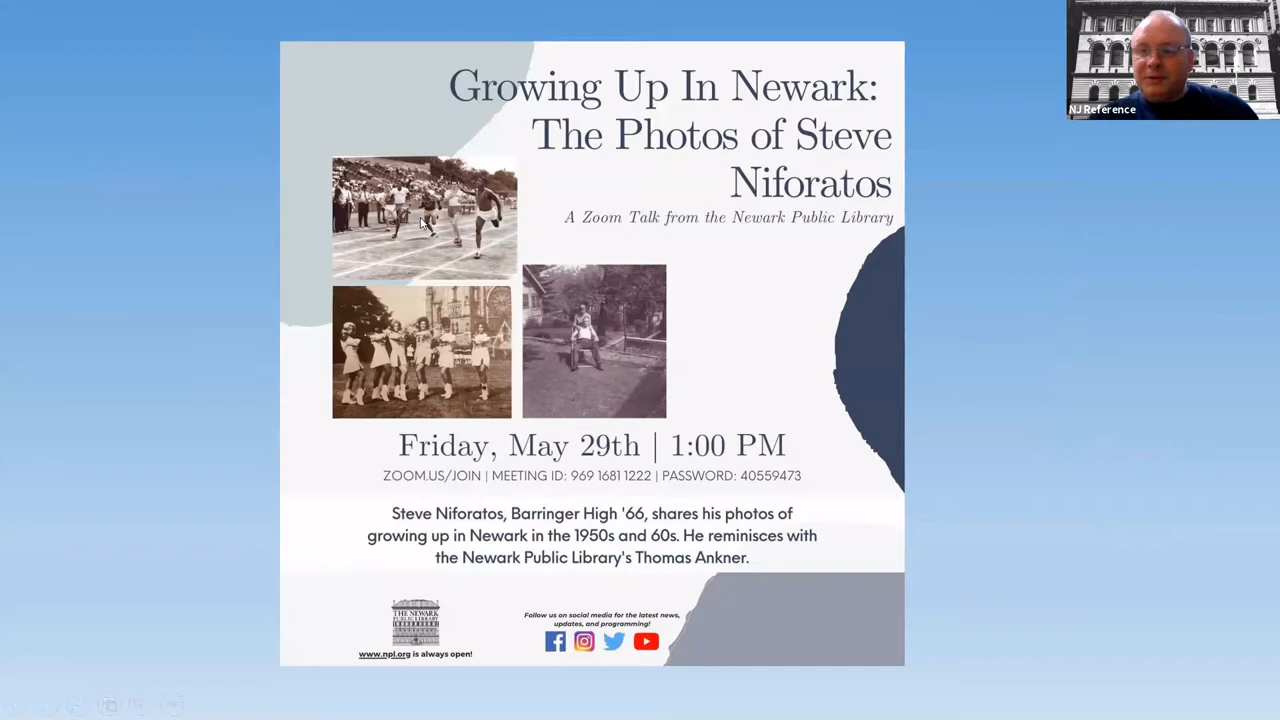 Growing Up In Newark:
The Photos of Steve
Niforatos
A Zoom Talk from the Newark Public Library
Friday, May 29th | 1:00 PM
ZOOM.US/JOIN | MEETING ID: 969 1681 1222 | PASSWORD: 40559473
Steve Niforatos, Barringer High '66, shares his photos of
growing up in Newark in the 1950s and 60s. He reminisces with
the Newark Public Library's Thomas Ankner.
THE NEWARK
PUBLIC LIBRARY
www.npl.org is always open!
Follow us on social media for the latest news,
updates, and programming!
NJ Reference